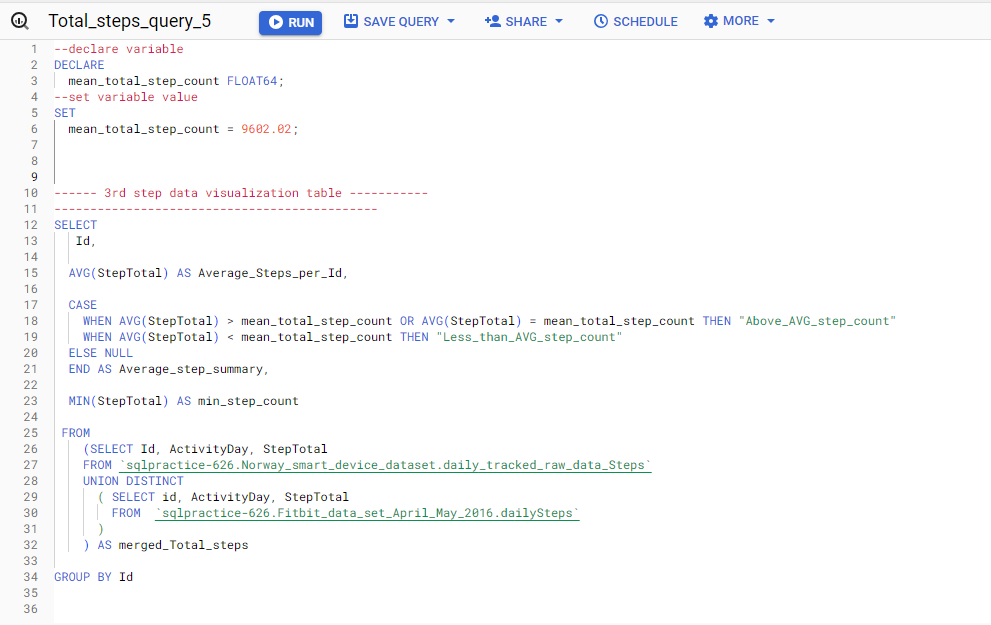 Total_steps_query_5 RUN SAVE QUERY SHARE SCHEDULE MORE
1 --declare variable
2 DECLARE
3 mean_total_step_count FLOAT64;
4 --set variable value
5 SET
6 mean_total_step_count = 9602.02;
7
8
9
10 ------ 3rd step data visualization table -----------
11 ---------------------------------------------
12 SELECT
13 Id,
14
15 AVG(StepTotal) AS Average_Steps_per_Id,
16
17 CASE
18 WHEN AVG(StepTotal) > mean_total_step_count OR AVG(StepTotal) = mean_total_step_count THEN "Above_AVG_step_count"
19 WHEN AVG(StepTotal) < mean_total_step_count THEN "Less_than_AVG_step_count"
20 ELSE NULL
21 END AS Average_step_summary,
22
23 MIN(StepTotal) AS min_step_count
24
25 FROM
26 (SELECT Id, ActivityDay, StepTotal
27 FROM `sqlpractice-626.Norway_smart_device_dataset.daily_tracked_raw_data_Steps`
28 UNION DISTINCT
29 ( SELECT id, ActivityDay, StepTotal
30 FROM `sqlpractice-626.Fitbit_data_set_April_May_2016.dailySteps`
31 )
32 ) AS merged_Total_steps
33
34 GROUP BY Id
35
36